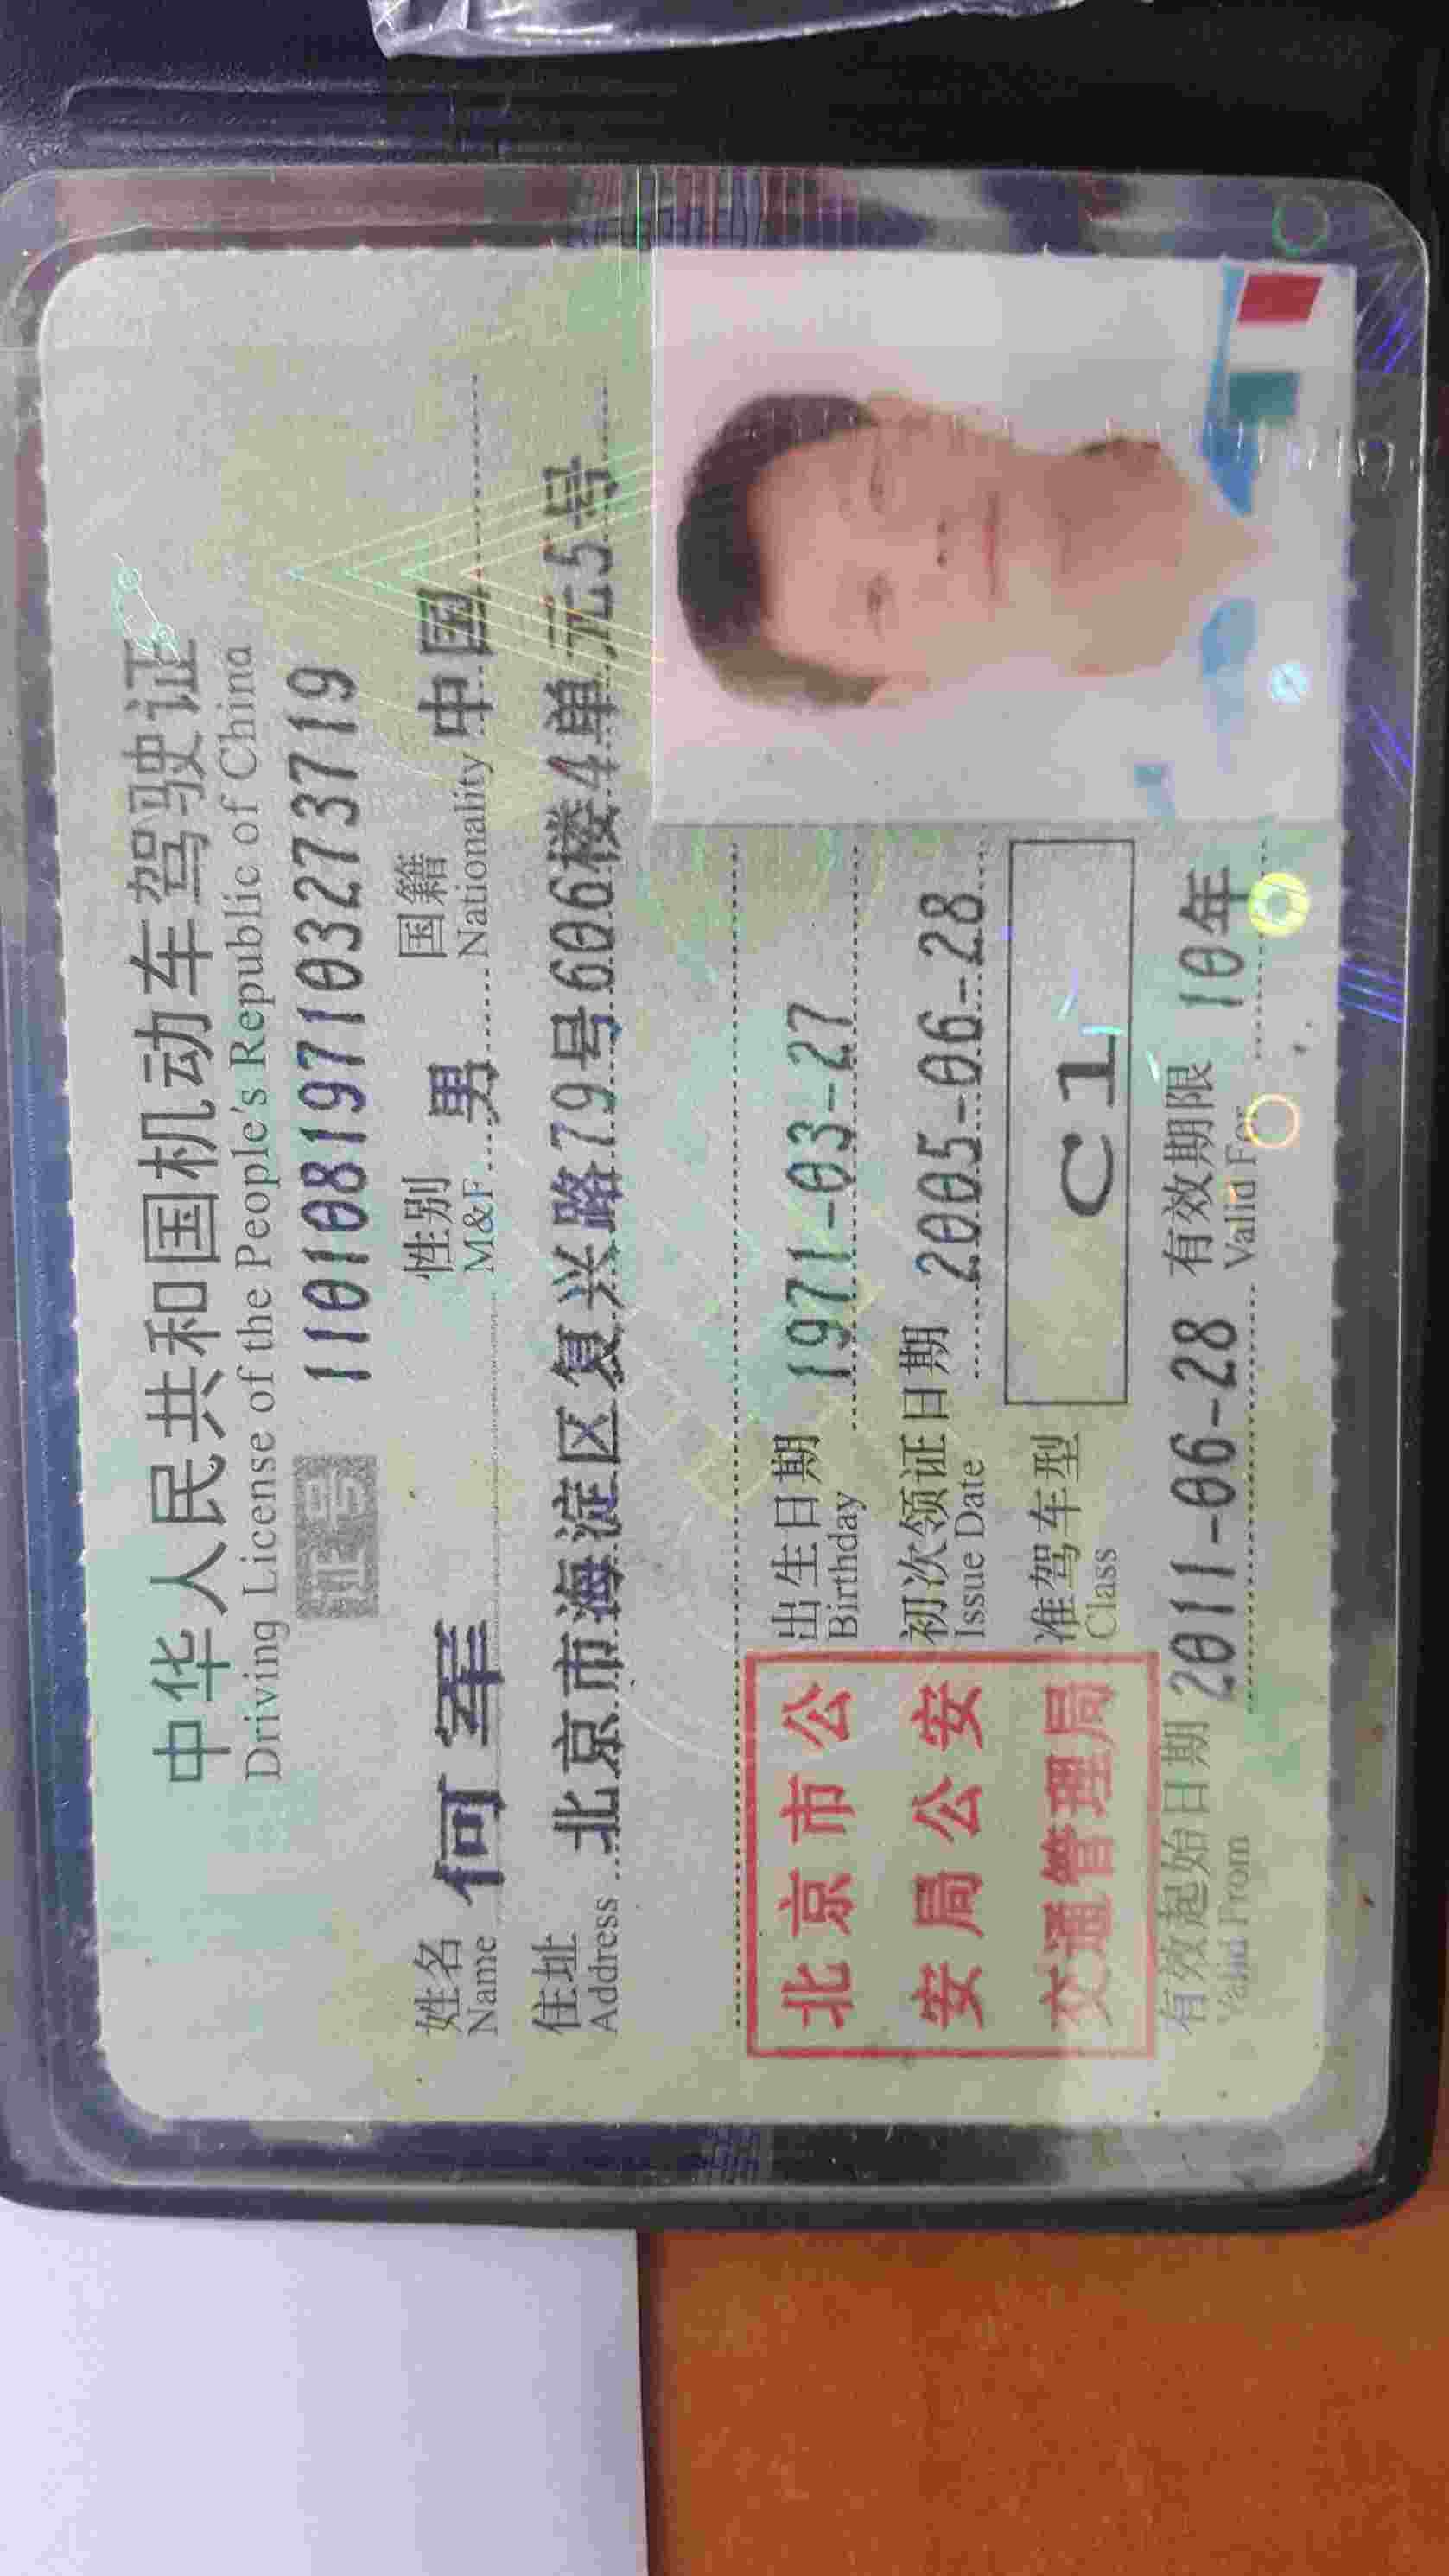 中华人民共和国机动车驾驶证
Driving License of the People's Republic of China
证号 110108197103273719
姓名 何军 性别 男 国籍 中国
Name M&F Nationality
住址 北京市海淀区复兴路79号606楼4单元5号
Address
北京市公
安局公安
交通管理局
出生日期 1971-03-27
Birthday
初次领证日期 2005-06-28
Issue Date
准驾车型 C1
Class
有效起始日期 2011-06-28 有效期限 10年
Valid From Valid For